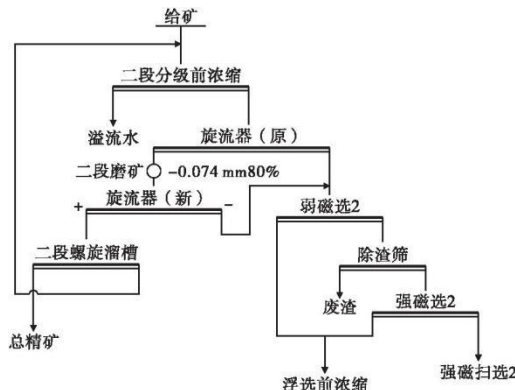 给矿
二段分级前浓缩
溢流水
旋流器（原）
二段磨矿 -0.074 mm80%
旋流器（新）
+ −
弱磁选2
二段螺旋溜槽
除渣筛
废渣
强磁选2
总精矿
浮选前浓缩
强磁扫选2